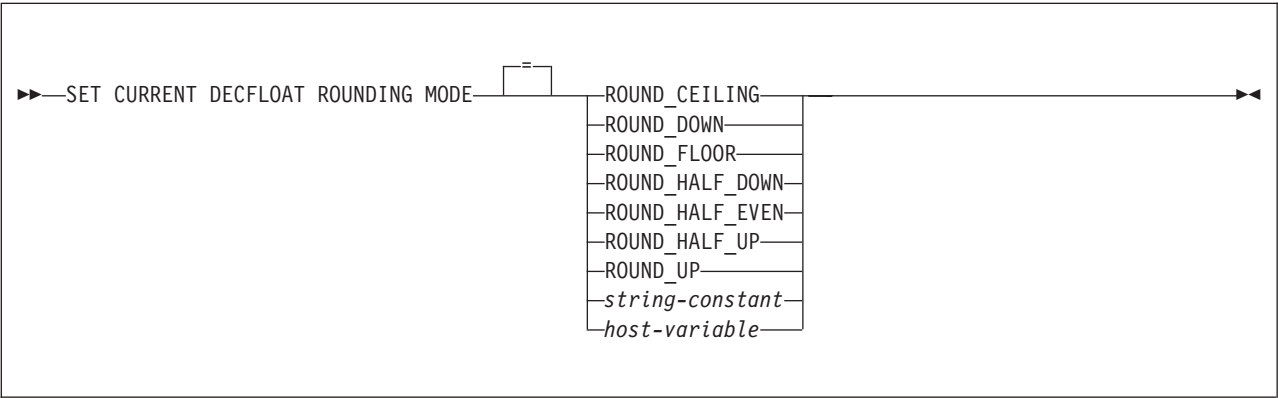 =
SET CURRENT DECFLOAT ROUNDING MODE ROUND_CEILING
ROUND_DOWN
ROUND_FLOOR
ROUND_HALF_DOWN
ROUND_HALF_EVEN
ROUND_HALF_UP
ROUND_UP
string-constant
host-variable